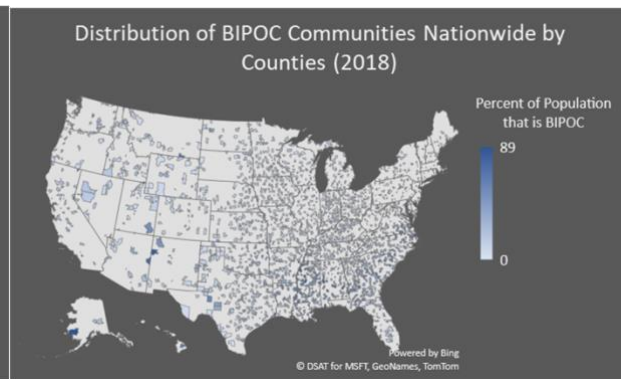 Distribution of BIPOC Communities Nationwide by
Counties (2018)
Percent of Population
that is BIPOC
89
0
Powered by Bing
© DSAT for MSFT, GeoNames, TomTom